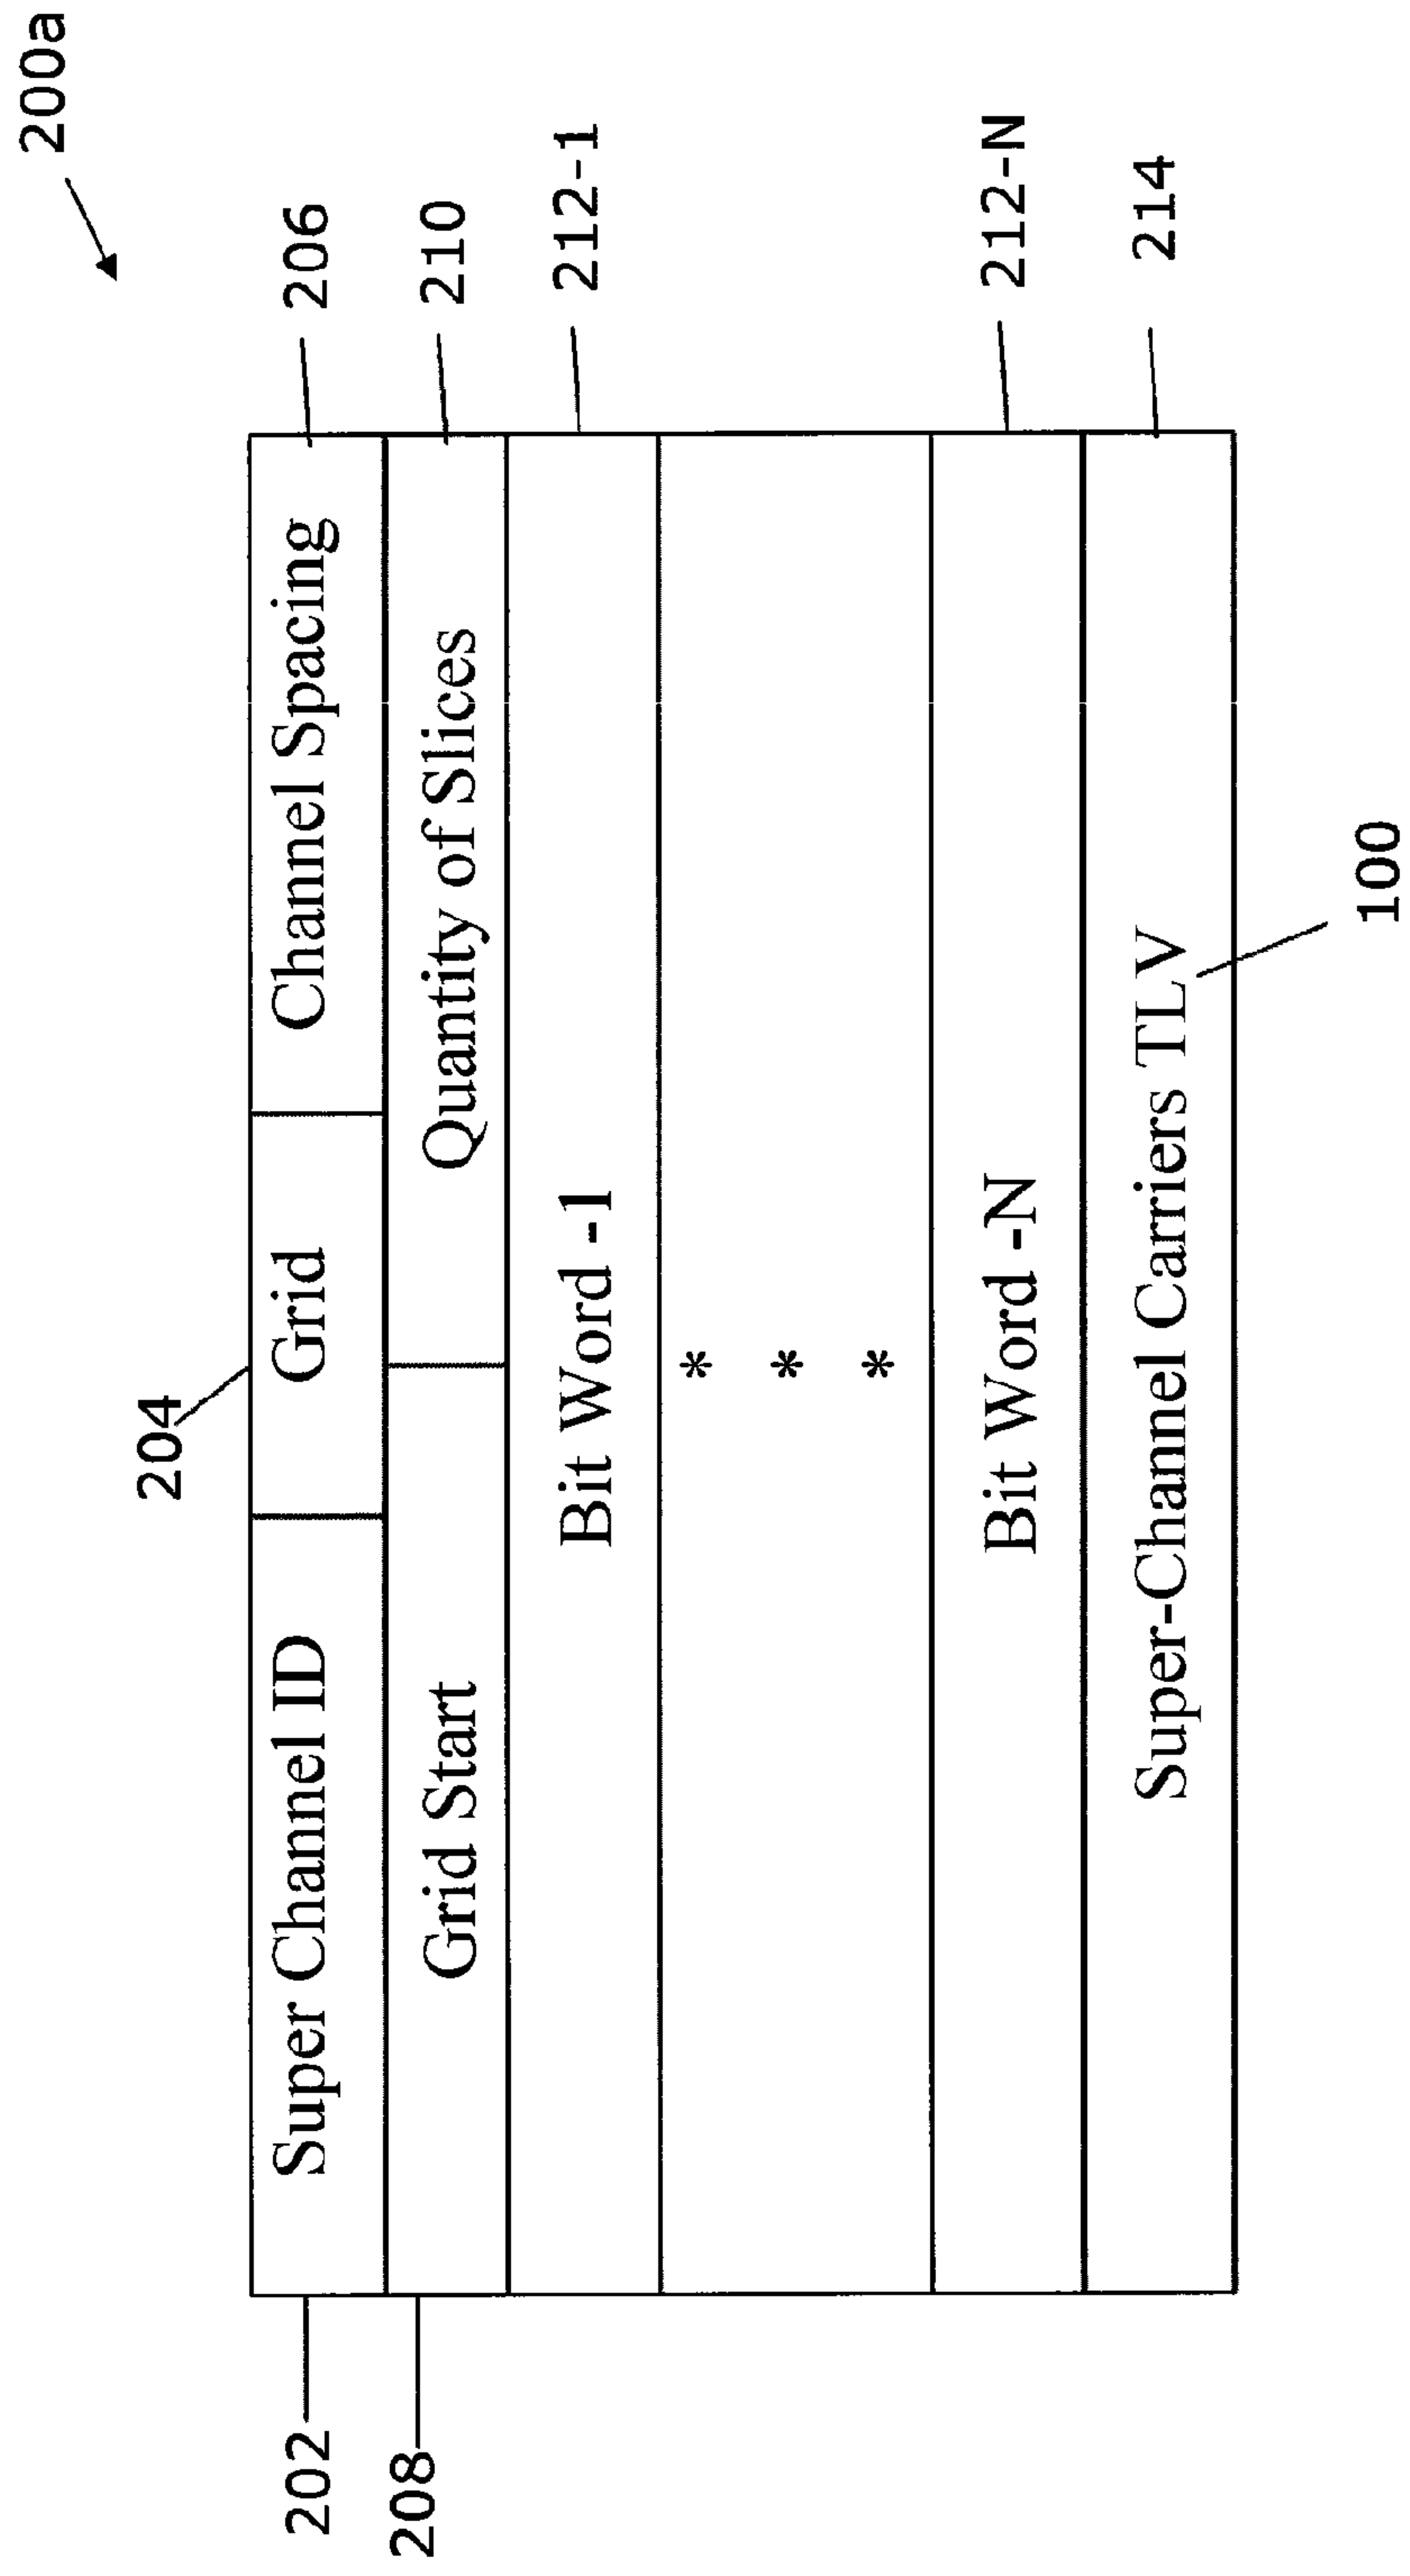 200a
204
202
Super Channel ID
Grid
Channel Spacing
206
208
Grid Start
Quantity of Slices
210
Bit Word -1
212-1
*
*
*
Bit Word -N
212-N
Super-Channel Carriers TLV
214
100